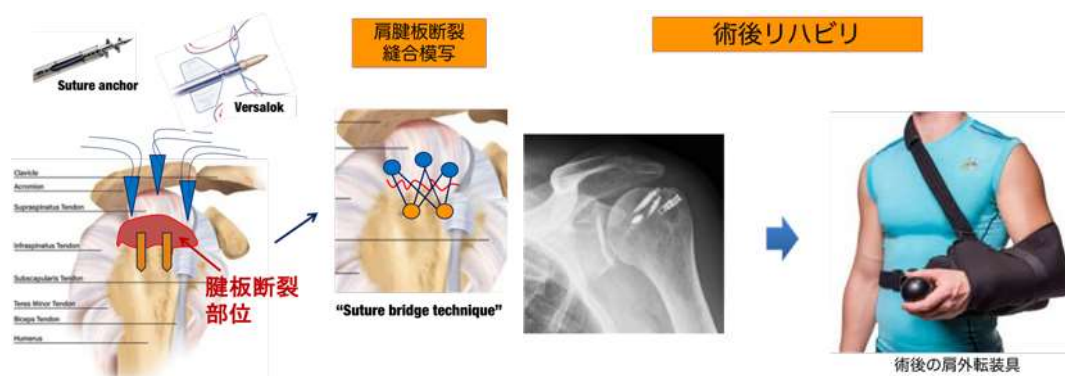 肩腱板断裂
縫合模写
術後リハビリ
Suture anchor
Versalok
Clavicle
Acromion
Supraspinatus Tendon
Infraspinatus Tendon
Subscapularis Tendon
Teres Minor Tendon
Biceps Tendon
Humerus
腱板断裂
部位
“Suture bridge technique”
術後の肩外転装具